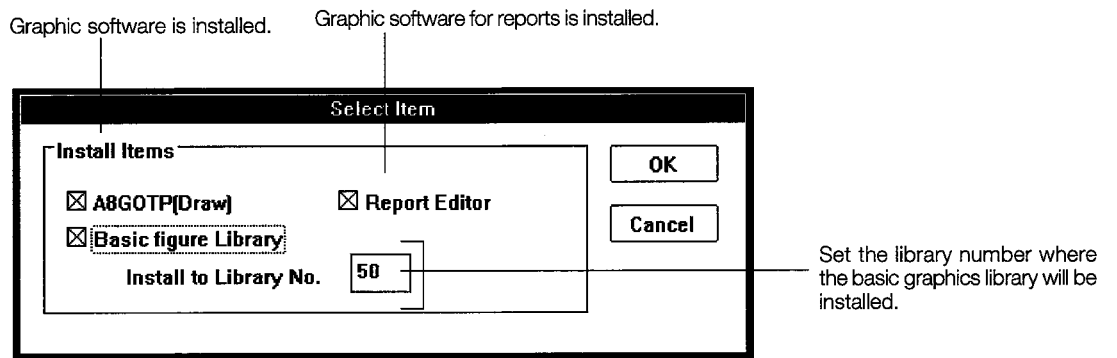 Graphic software is installed.
Graphic software for reports is installed.
Select Item
Install Items
A8GOTP(Draw)
Report Editor
Basic figure Library
Install to Library No.
50
OK
Cancel
Set the library number where
the basic graphics library will be
installed.